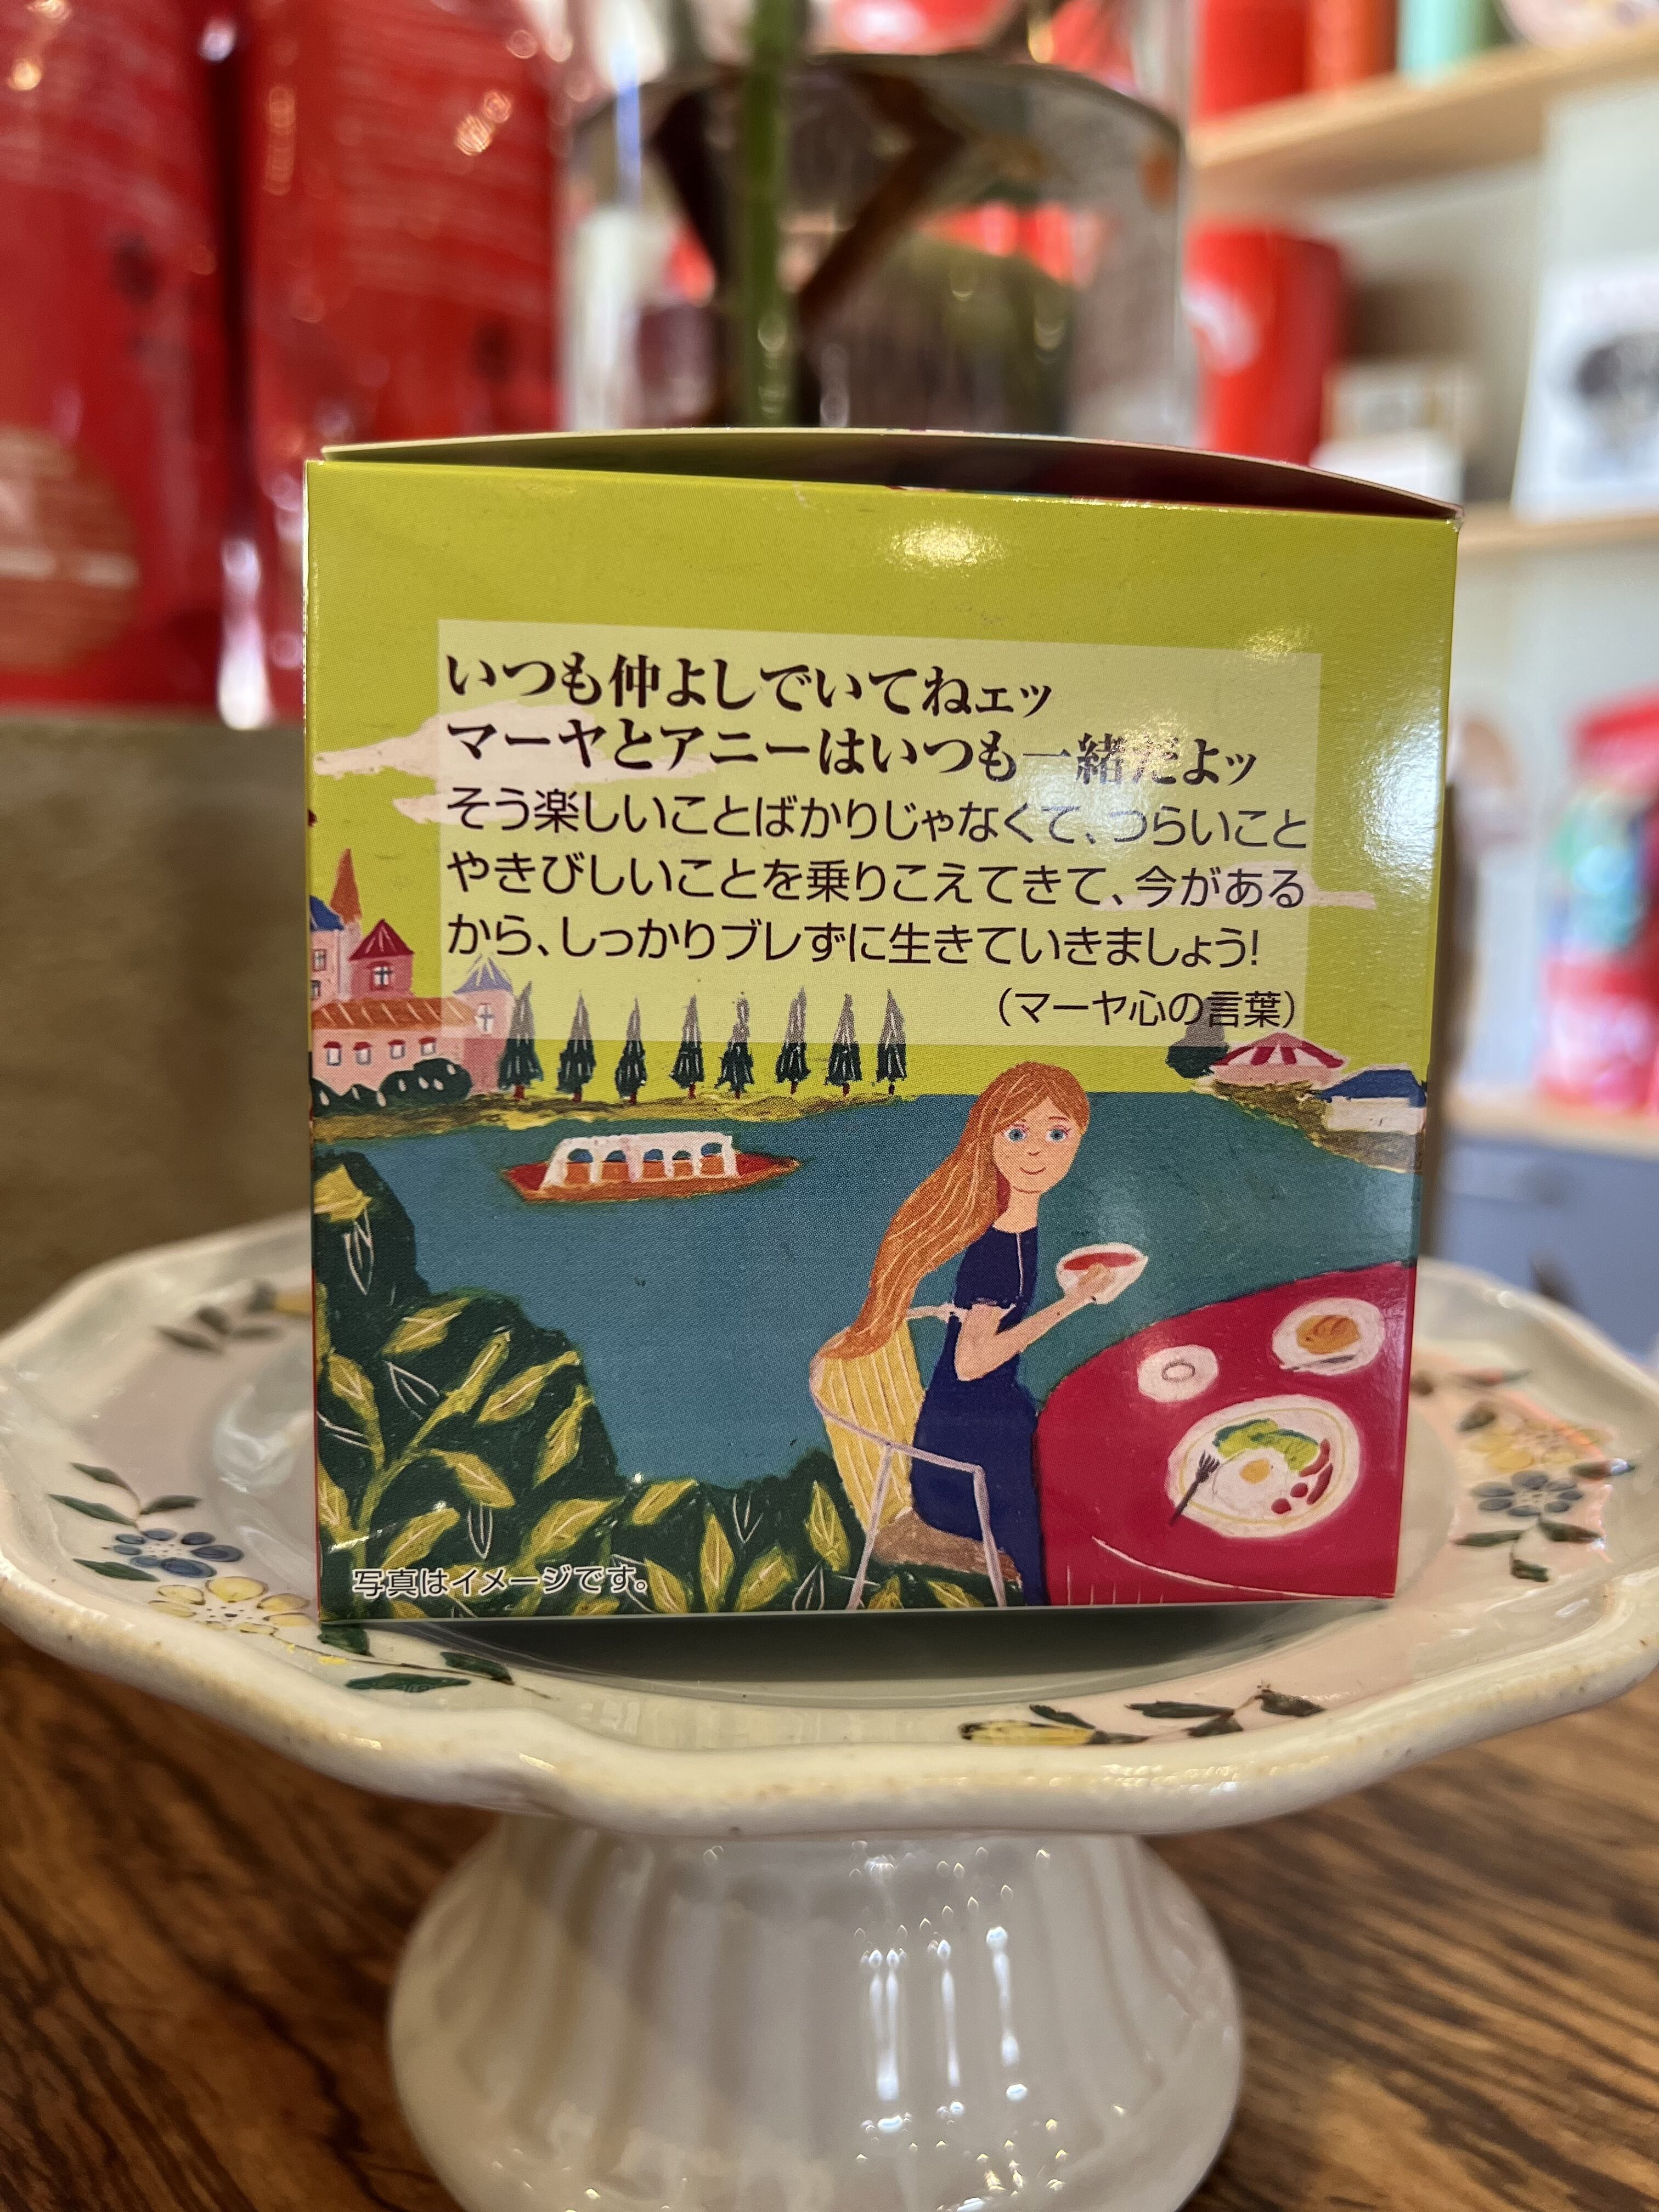 いつも仲よしでいてねェッ
マーヤとアニーはいつも一緒だよッ
そう楽しいことばかりじゃなくて、つらいこと
やきびしいことを乗りこえてきて、今がある
から、しっかりブレずに生きていきましょう!
（マーヤ心の言葉）
写真はイメージです。